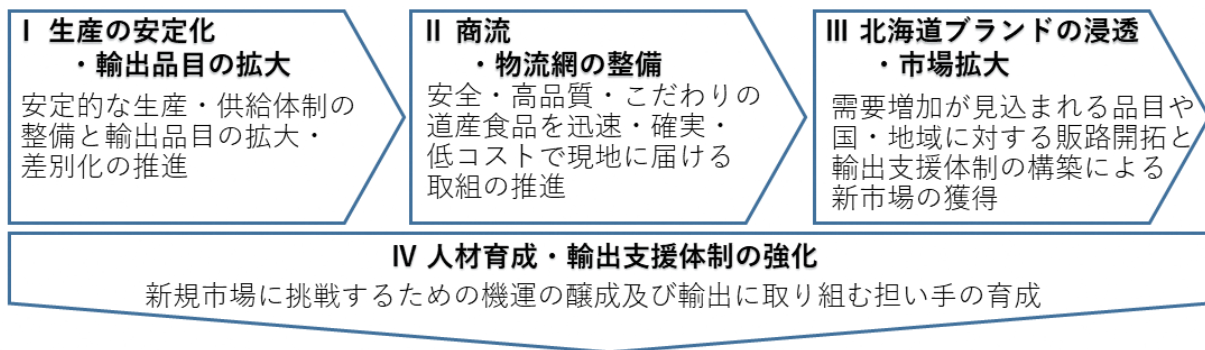 Ⅰ 生産の安定化
・輸出品目の拡大
安定的な生産・供給体制の
整備と輸出品目の拡大・
差別化の推進
Ⅱ 商流
・物流網の整備
安全・高品質・こだわりの
道産食品を迅速・確実・
低コストで現地に届ける
取組の推進
Ⅲ 北海道ブランドの浸透
・市場拡大
需要増加が見込まれる品目や
国・地域に対する販路開拓と
輸出支援体制の構築による
新市場の獲得
Ⅳ 人材育成・輸出支援体制の強化
新規市場に挑戦するための機運の醸成及び輸出に取り組む担い手の育成